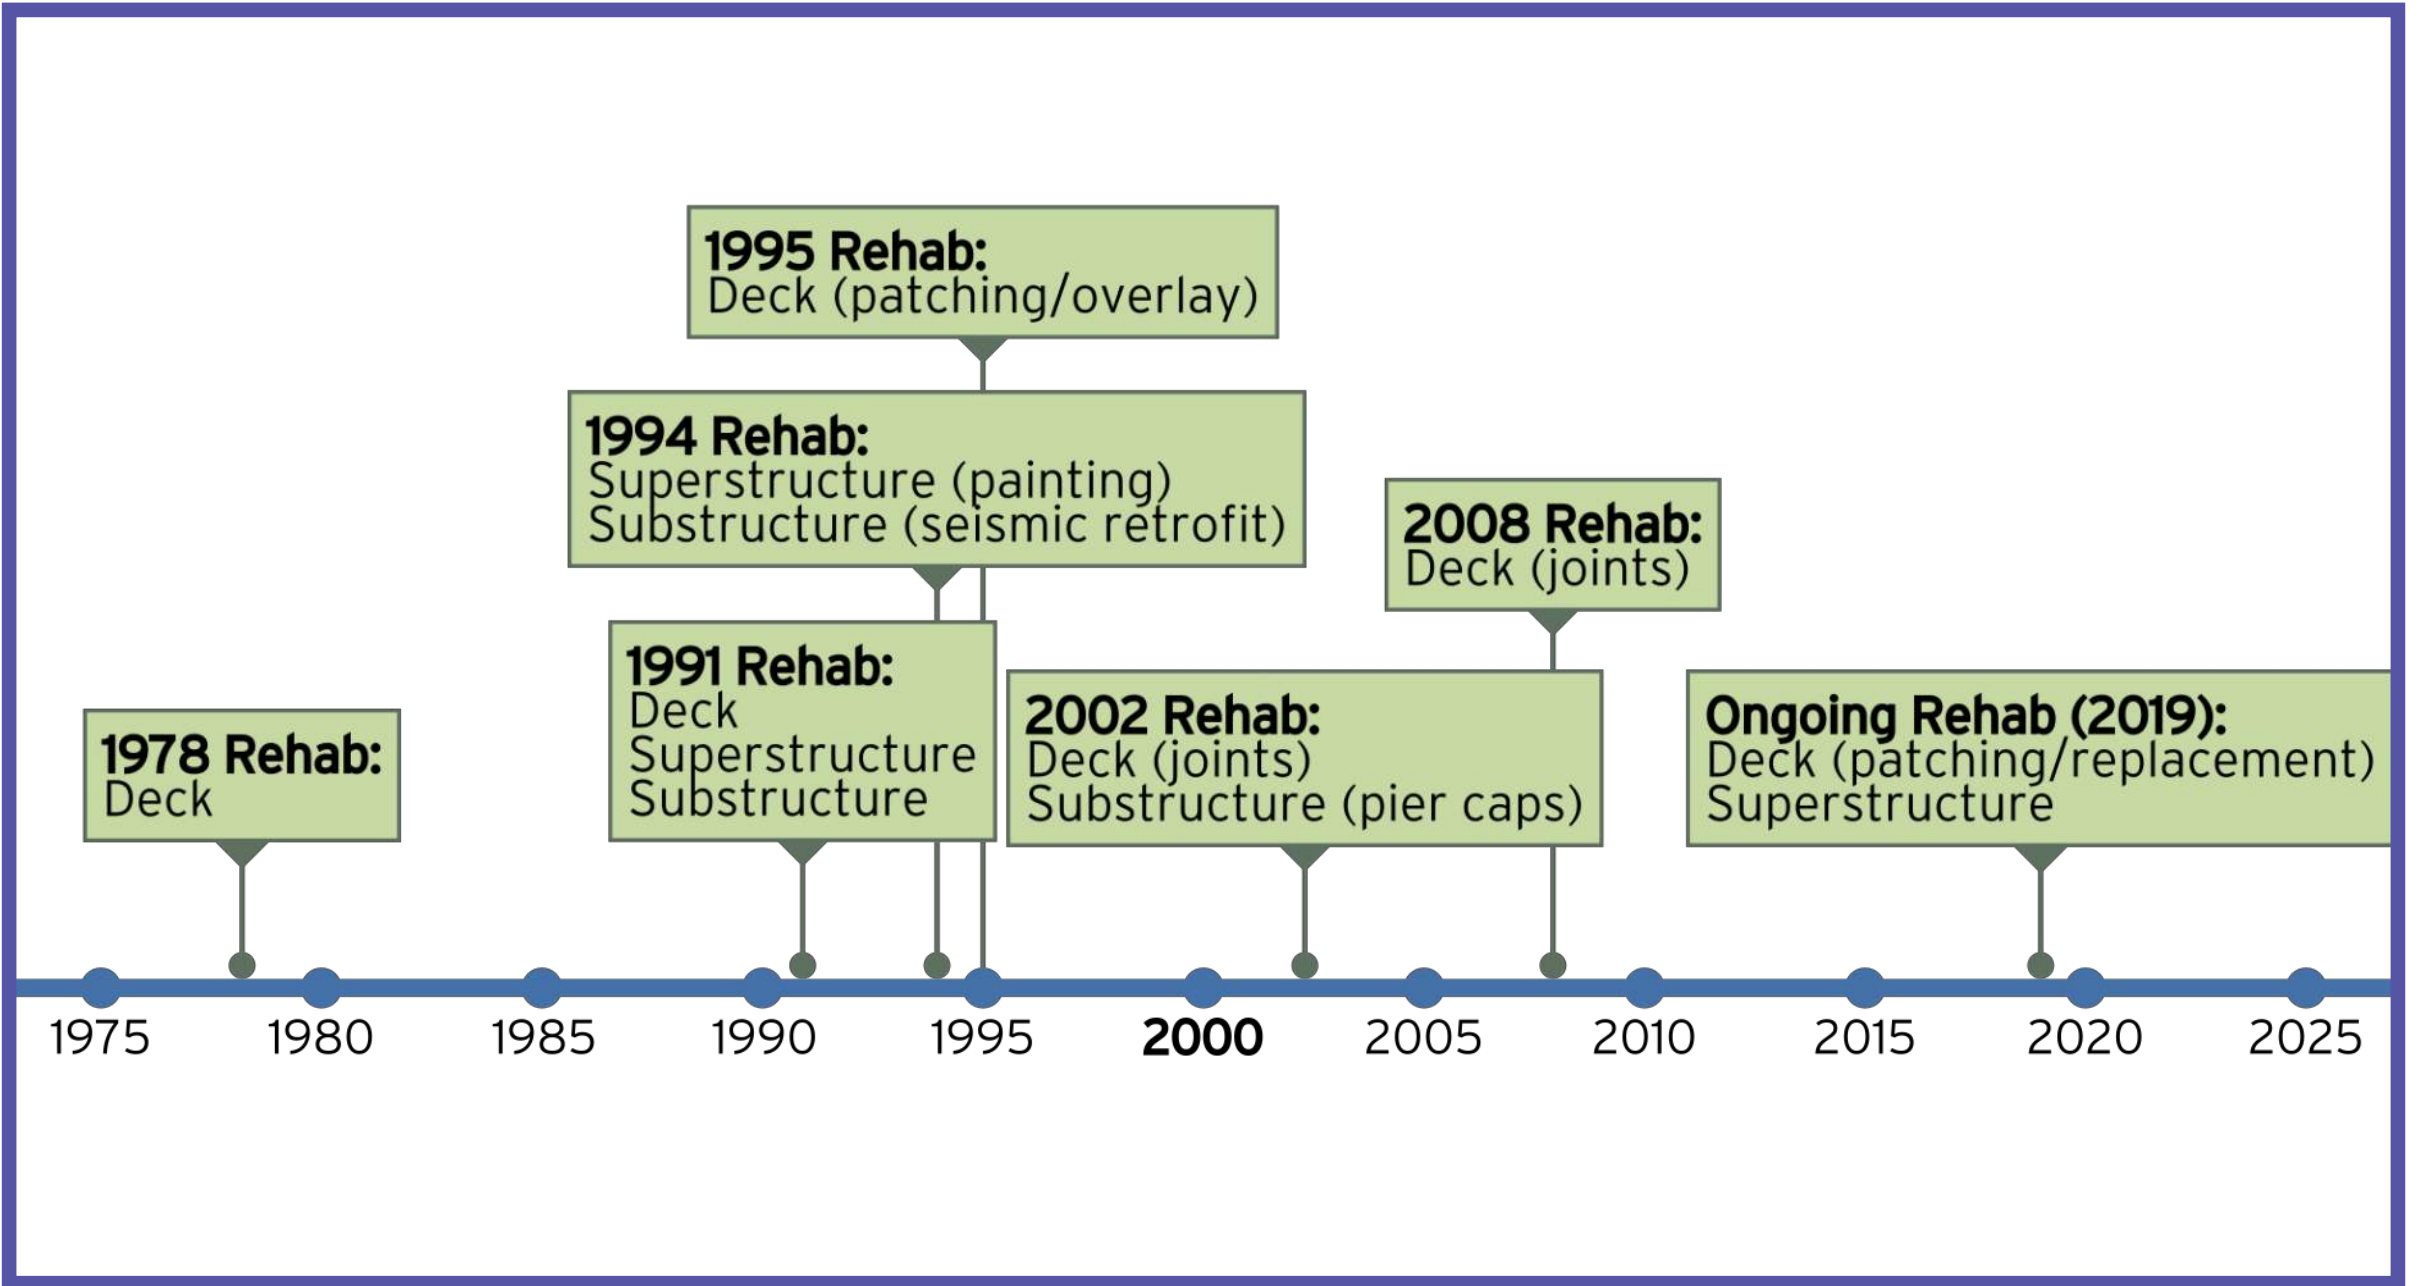 1995 Rehab:
Deck (patching/overlay)
1994 Rehab:
Superstructure (painting)
Substructure (seismic retrofit)
2008 Rehab:
Deck (joints)
1991 Rehab:
Deck
Superstructure
Substructure
2002 Rehab:
Deck (joints)
Substructure (pier caps)
Ongoing Rehab (2019):
Deck (patching/replacement)
Superstructure
1978 Rehab:
Deck
1975 1980 1985 1990 1995 2000 2005 2010 2015 2020 2025